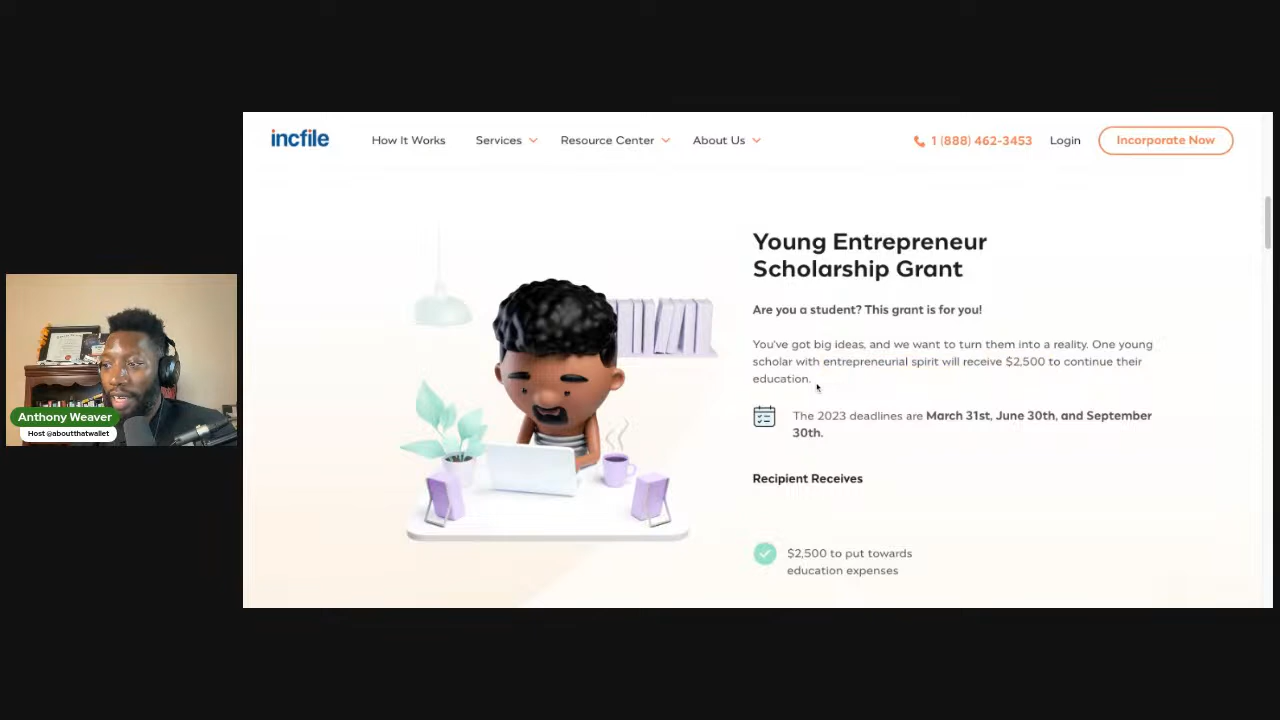 incfile
How It Works
Services
Resource Center
About Us
1 (888) 462-3453
Login
Incorporate Now
Young Entrepreneur
Scholarship Grant
Are you a student? This grant is for you!
You've got big ideas, and we want to turn them into a reality. One young
scholar with entrepreneurial spirit will receive $2,500 to continue their
education.
The 2023 deadlines are March 31st, June 30th, and September
30th.
Recipient Receives
$2,500 to put towards
education expenses
Anthony Weaver
Host @aboutthatwallet